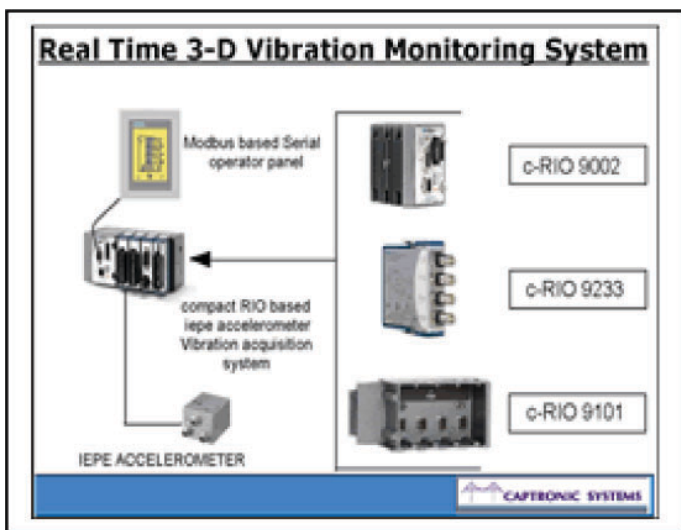 Real Time 3-D Vibration Monitoring System
Modbus based Serial
operator panel
compact RIO based
iepe accelerometer
Vibration acquisition
system
IEPE ACCELEROMETER
c-RIO 9002
c-RIO 9233
c-RIO 9101
CAPTRONIC SYSTEMS